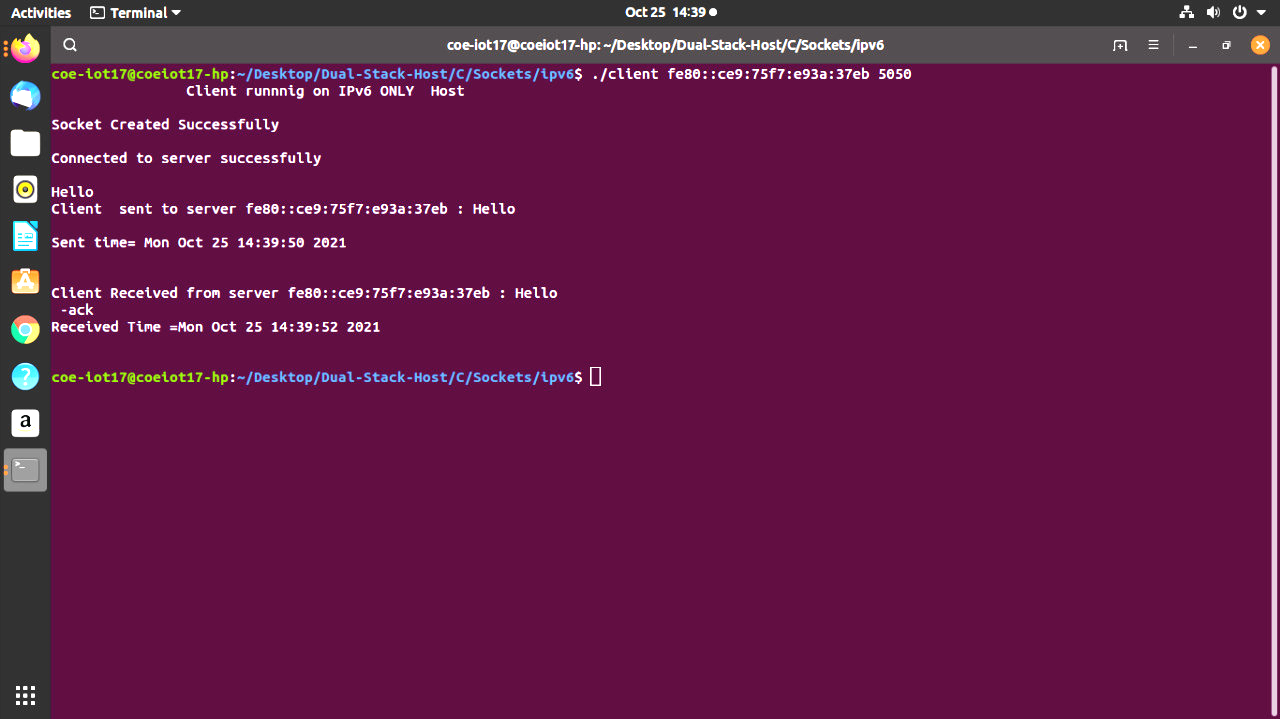 Activities Terminal Oct 25 14:39
coe-iot17@coeiot17-hp: ~/Desktop/Dual-Stack-Host/C/Sockets/ipv6
coe-iot17@coeiot17-hp:~/Desktop/Dual-Stack-Host/C/Sockets/ipv6$ ./client fe80::ce9:75f7:e93a:37eb 5050
Client runnnig on IPv6 ONLY  Host
Socket Created Successfully
Connected to server successfully
Hello
Client  sent to server fe80::ce9:75f7:e93a:37eb : Hello
Sent time= Mon Oct 25 14:39:50 2021
Client Received from server fe80::ce9:75f7:e93a:37eb : Hello
-ack
Received Time =Mon Oct 25 14:39:52 2021
coe-iot17@coeiot17-hp:~/Desktop/Dual-Stack-Host/C/Sockets/ipv6$
?
a
>_